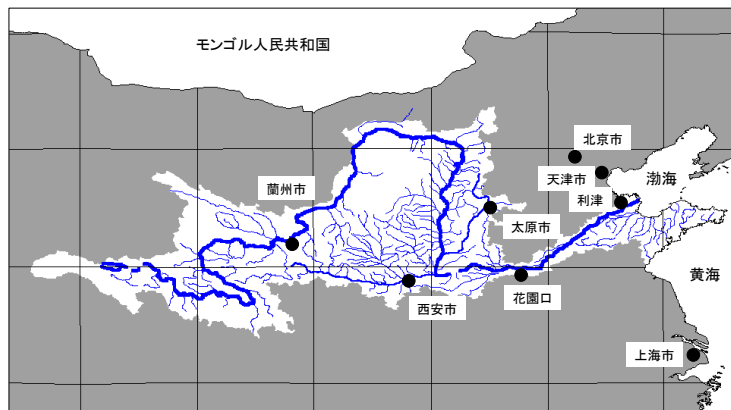 モンゴル人民共和国
北京市
天津市
渤海
利津
蘭州市
太原市
黄海
西安市
花園口
上海市